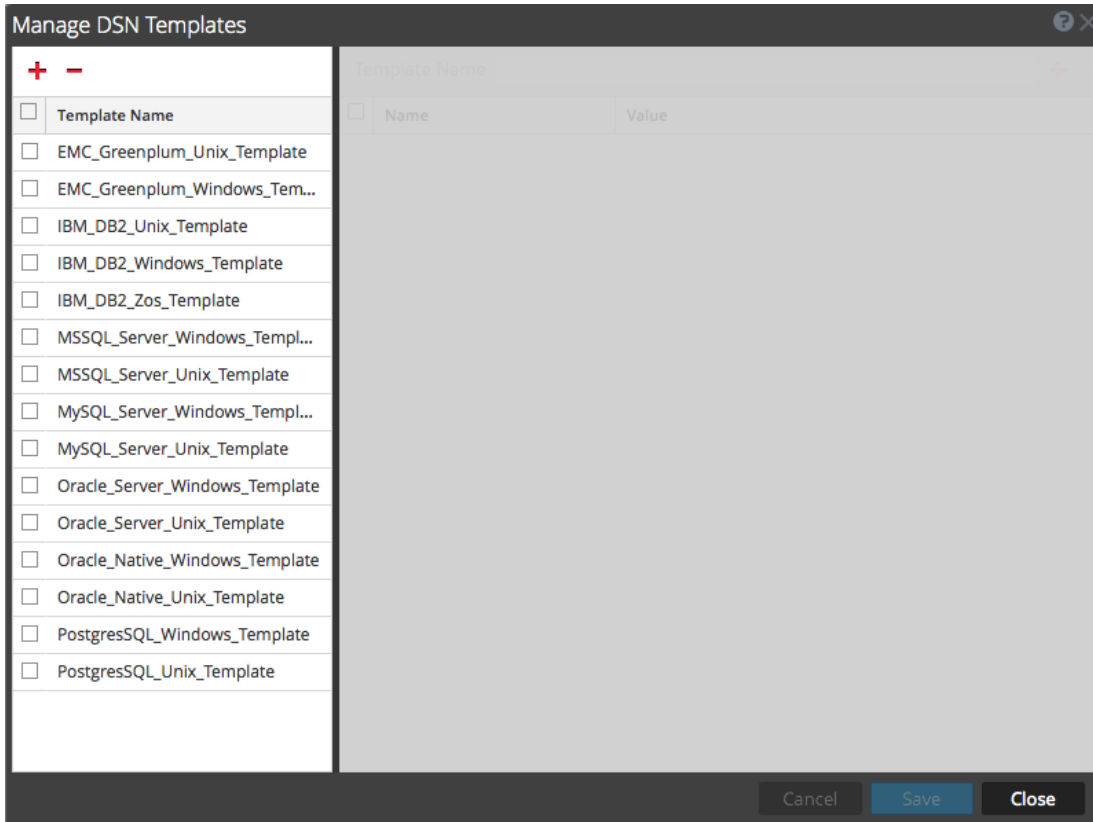 Manage DSN Templates
Template Name
Template Name
Name Value
EMC_Greenplum_Unix_Template
EMC_Greenplum_Windows_Tem...
IBM_DB2_Unix_Template
IBM_DB2_Windows_Template
IBM_DB2_Zos_Template
MSSQL_Server_Windows_Templ...
MSSQL_Server_Unix_Template
MySQL_Server_Windows_Templ...
MySQL_Server_Unix_Template
Oracle_Server_Windows_Template
Oracle_Server_Unix_Template
Oracle_Native_Windows_Template
Oracle_Native_Unix_Template
PostgresSQL_Windows_Template
PostgresSQL_Unix_Template
Cancel Save Close